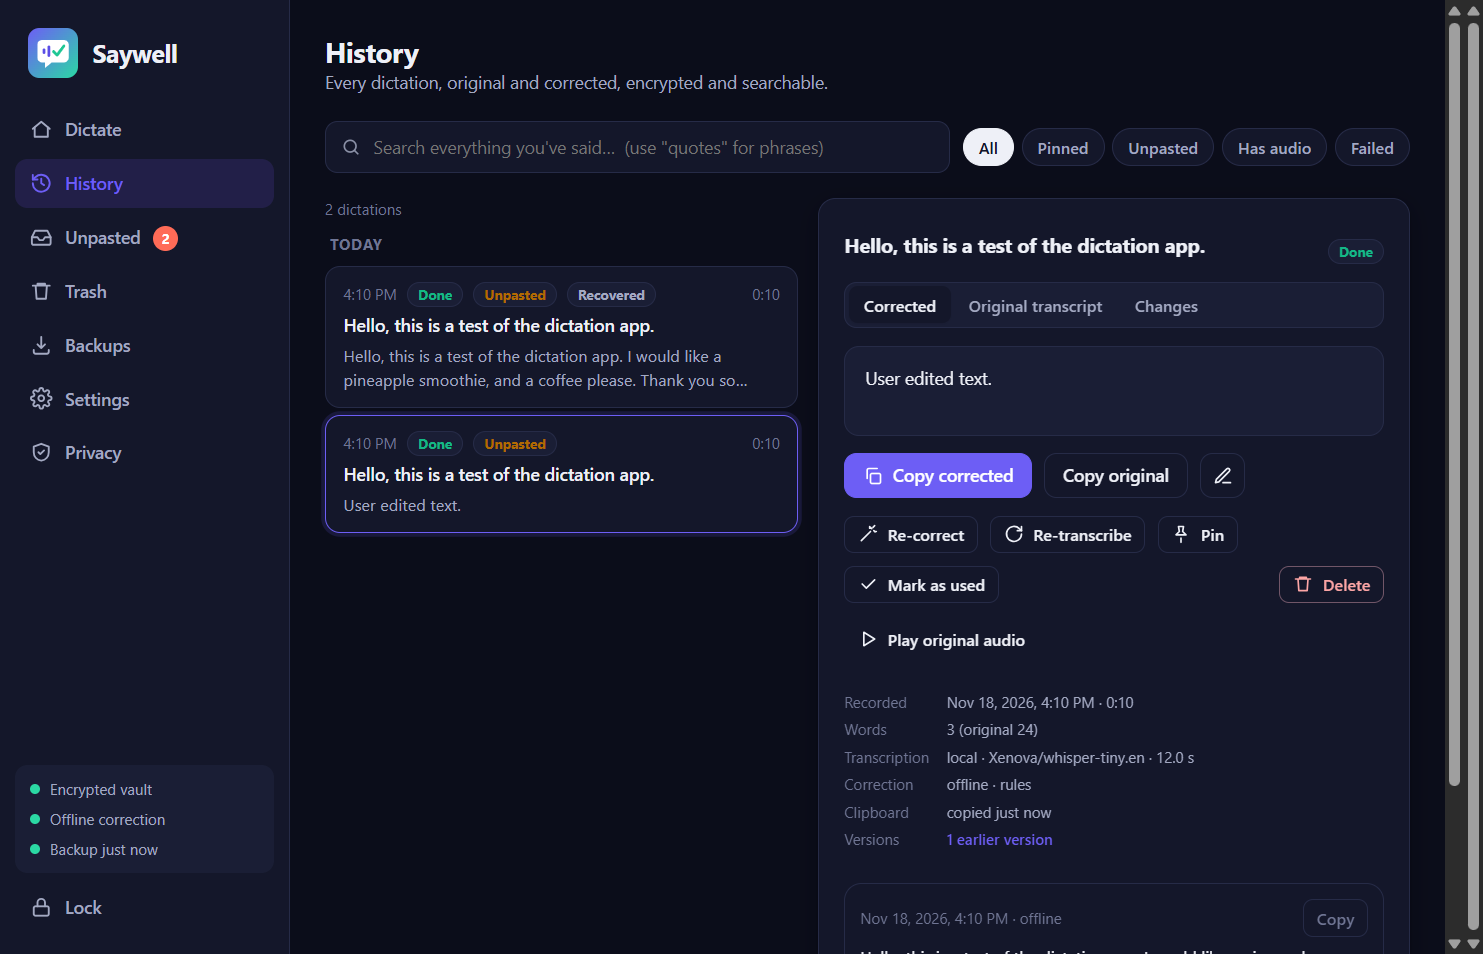 Saywell
Dictate
History
Unpasted 2
Trash
Backups
Settings
Privacy
Encrypted vault
Offline correction
Backup just now
Lock
History
Every dictation, original and corrected, encrypted and searchable.
Search everything you've said... (use "quotes" for phrases)
All Pinned Unpasted Has audio Failed
2 dictations
TODAY
4:10 PM Done Unpasted Recovered 0:10
Hello, this is a test of the dictation app.
Hello, this is a test of the dictation app. I would like a
pineapple smoothie, and a coffee please. Thank you so...
4:10 PM Done Unpasted 0:10
Hello, this is a test of the dictation app.
User edited text.
Hello, this is a test of the dictation app. Done
Corrected Original transcript Changes
User edited text.
Copy corrected Copy original
Re-correct Re-transcribe Pin
Mark as used Delete
Play original audio
Recorded Nov 18, 2026, 4:10 PM · 0:10
Words 3 (original 24)
Transcription local · Xenova/whisper-tiny.en · 12.0 s
Correction offline · rules
Clipboard copied just now
Versions 1 earlier version
Nov 18, 2026, 4:10 PM · offline Copy